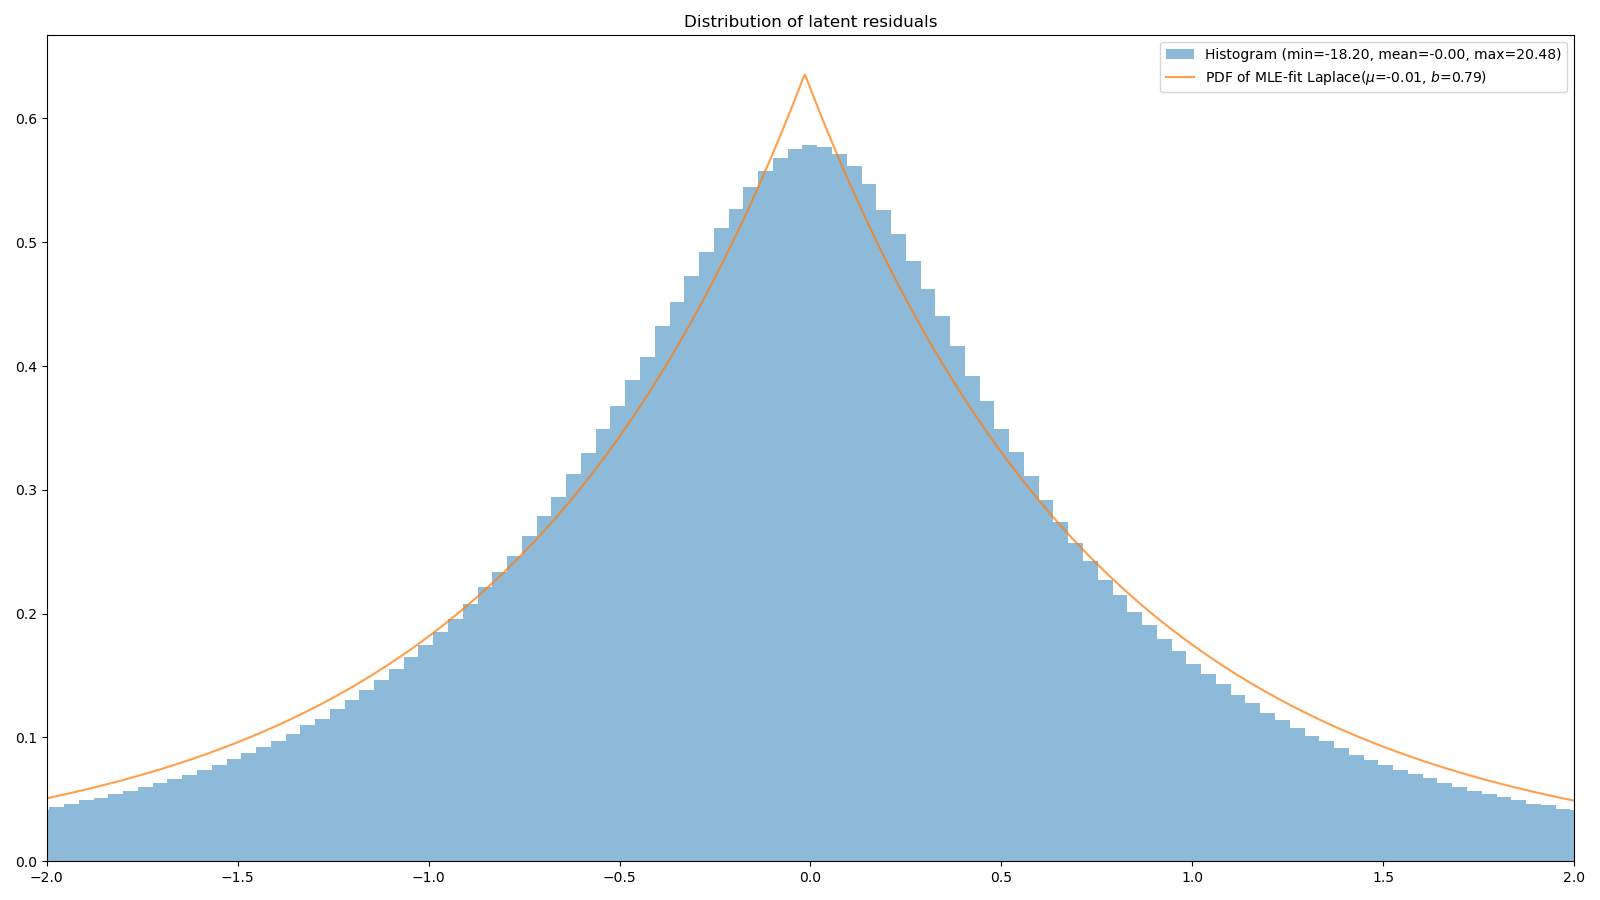 Distribution of latent residuals
Histogram (min=-18.20, mean=-0.00, max=20.48)
PDF of MLE-fit Laplace(μ=-0.01, b=0.79)
0.6
0.5
0.4
0.3
0.2
0.1
0.0
−2.0 −1.5 −1.0 −0.5 0.0 0.5 1.0 1.5 2.0